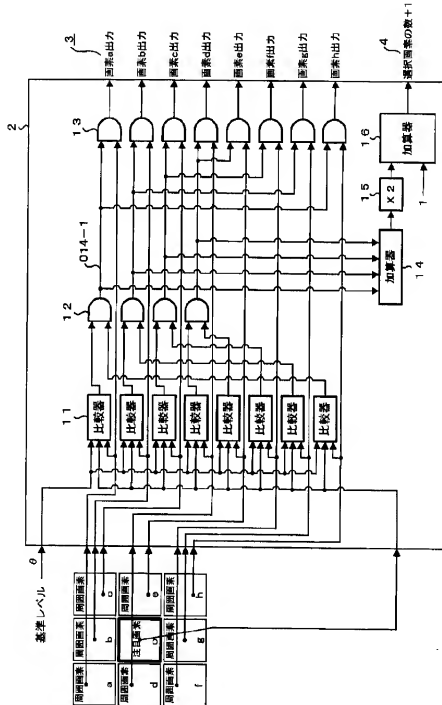 2
3
基準レベル
θ
周囲画素
a
周囲画素
b
周囲画素
c
周囲画素
d
注目画素
周囲画素
e
周囲画素
f
周囲画素
g
周囲画素
h
11
比較器
比較器
比較器
比較器
比較器
比較器
比較器
比較器
12
014-1
13
画素a出力
画素b出力
画素c出力
画素d出力
画素e出力
画素f出力
画素g出力
画素h出力
14
加算器
15
X2
1
16
加算器
4
選択画素の数+1